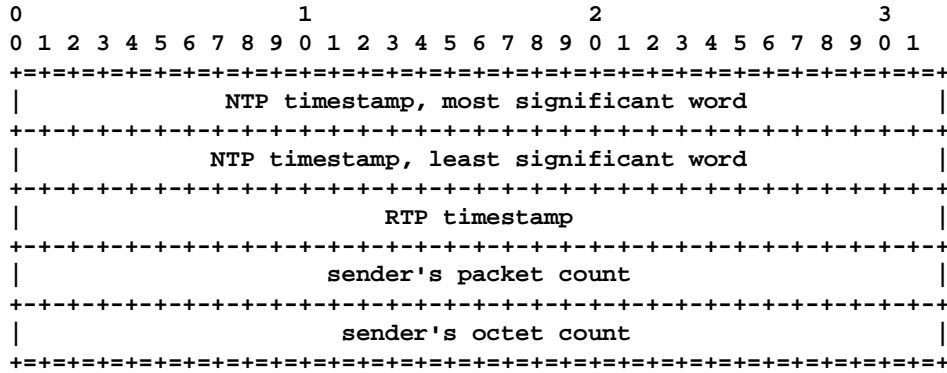 0                   1                   2                   3
0 1 2 3 4 5 6 7 8 9 0 1 2 3 4 5 6 7 8 9 0 1 2 3 4 5 6 7 8 9 0 1
+=+=+=+=+=+=+=+=+=+=+=+=+=+=+=+=+=+=+=+=+=+=+=+=+=+=+=+=+=+=+=+=+
|              NTP timestamp, most significant word             |
+-+-+-+-+-+-+-+-+-+-+-+-+-+-+-+-+-+-+-+-+-+-+-+-+-+-+-+-+-+-+-+-+
|             NTP timestamp, least significant word             |
+-+-+-+-+-+-+-+-+-+-+-+-+-+-+-+-+-+-+-+-+-+-+-+-+-+-+-+-+-+-+-+-+
|                         RTP timestamp                         |
+-+-+-+-+-+-+-+-+-+-+-+-+-+-+-+-+-+-+-+-+-+-+-+-+-+-+-+-+-+-+-+-+
|                     sender's packet count                     |
+-+-+-+-+-+-+-+-+-+-+-+-+-+-+-+-+-+-+-+-+-+-+-+-+-+-+-+-+-+-+-+-+
|                      sender's octet count                     |
+=+=+=+=+=+=+=+=+=+=+=+=+=+=+=+=+=+=+=+=+=+=+=+=+=+=+=+=+=+=+=+=+